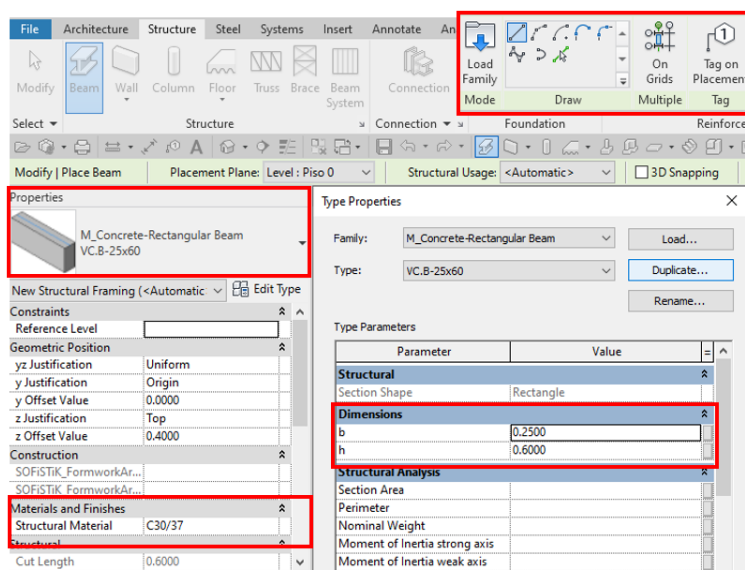 File Architecture Structure Steel Systems Insert Annotate An
Modify Beam Wall Column Floor Truss Brace Beam System Connection
Load Family On Grids Tag on Placement
Mode Draw Multiple Tag
Select Structure Connection Foundation Reinforce
Modify | Place Beam Placement Plane: Level : Piso 0 Structural Usage: <Automatic> 3D Snapping
Properties
M_Concrete-Rectangular Beam
VC.B-25x60
New Structural Framing (<Automatic Edit Type
Constraints
Reference Level
Geometric Position
yz Justification Uniform
y Justification Origin
y Offset Value 0.0000
z Justification Top
z Offset Value 0.4000
Construction
SOFiSTiK_FormworkAr...
SOFiSTiK_FormworkAr...
Materials and Finishes
Structural Material C30/37
Structural
Cut Length 0.6000
Type Properties
Family: M_Concrete-Rectangular Beam Load...
Type: VC.B-25x60 Duplicate...
Rename...
Type Parameters
Parameter Value =
Structural
Section Shape Rectangle
Dimensions
b 0.2500
h 0.6000
Structural Analysis
Section Area
Perimeter
Nominal Weight
Moment of Inertia strong axis
Moment of Inertia weak axis